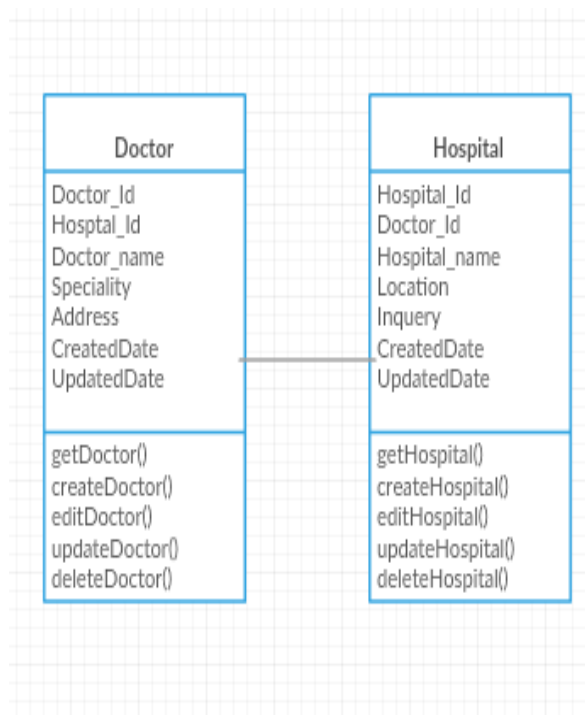 Doctor
Doctor_Id
Hosptal_Id
Doctor_name
Speciality
Address
CreatedDate
UpdatedDate
getDoctor()
createDoctor()
editDoctor()
updateDoctor()
deleteDoctor()
Hospital
Hospital_Id
Doctor_Id
Hospital_name
Location
Inquery
CreatedDate
UpdatedDate
getHospital()
createHospital()
editHospital()
updateHospital()
deleteHospital()